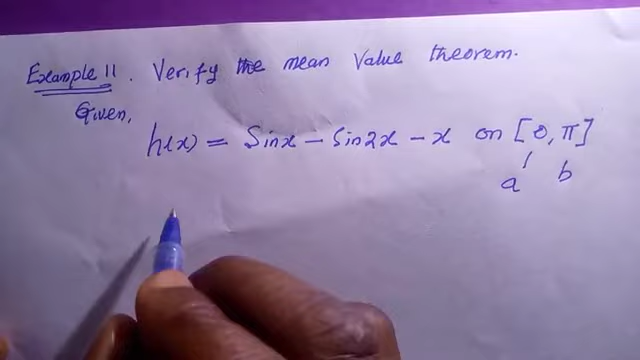 Example 11. Verify the mean Value theorem.
Given,
h(x) = Sinx - Sin2x - x on [0, π]
a b